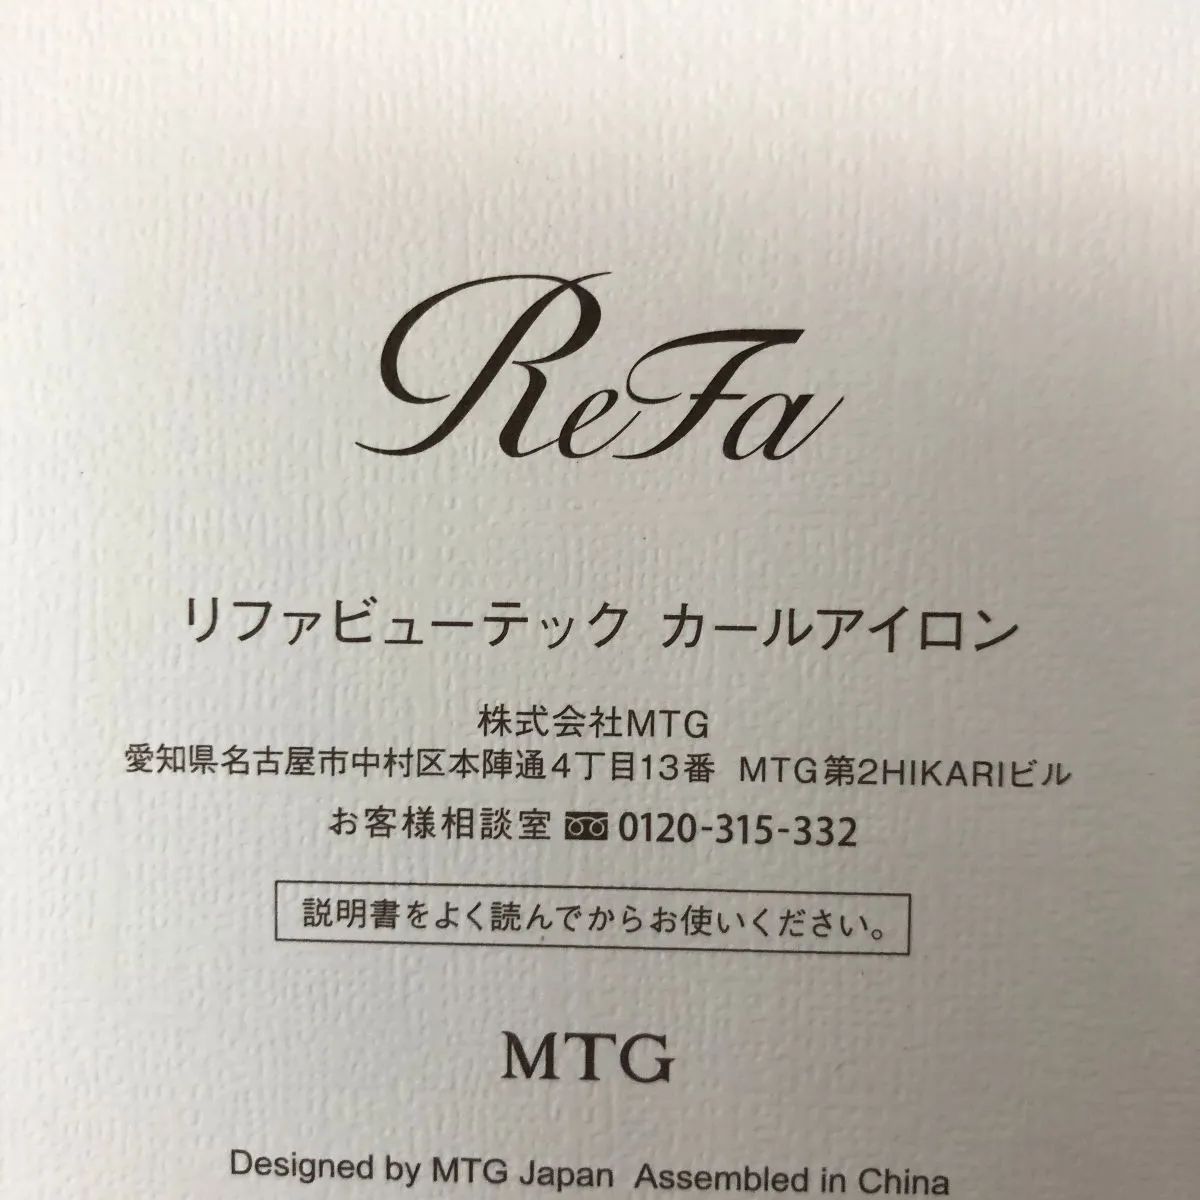 ReFa
リファビューテック カールアイロン
株式会社MTG
愛知県名古屋市中村区本陣通4丁目13番 MTG第2HIKARIビル
お客様相談室 0120-315-332
説明書をよく読んでからお使いください。
MTG
Designed by MTG Japan Assembled in China